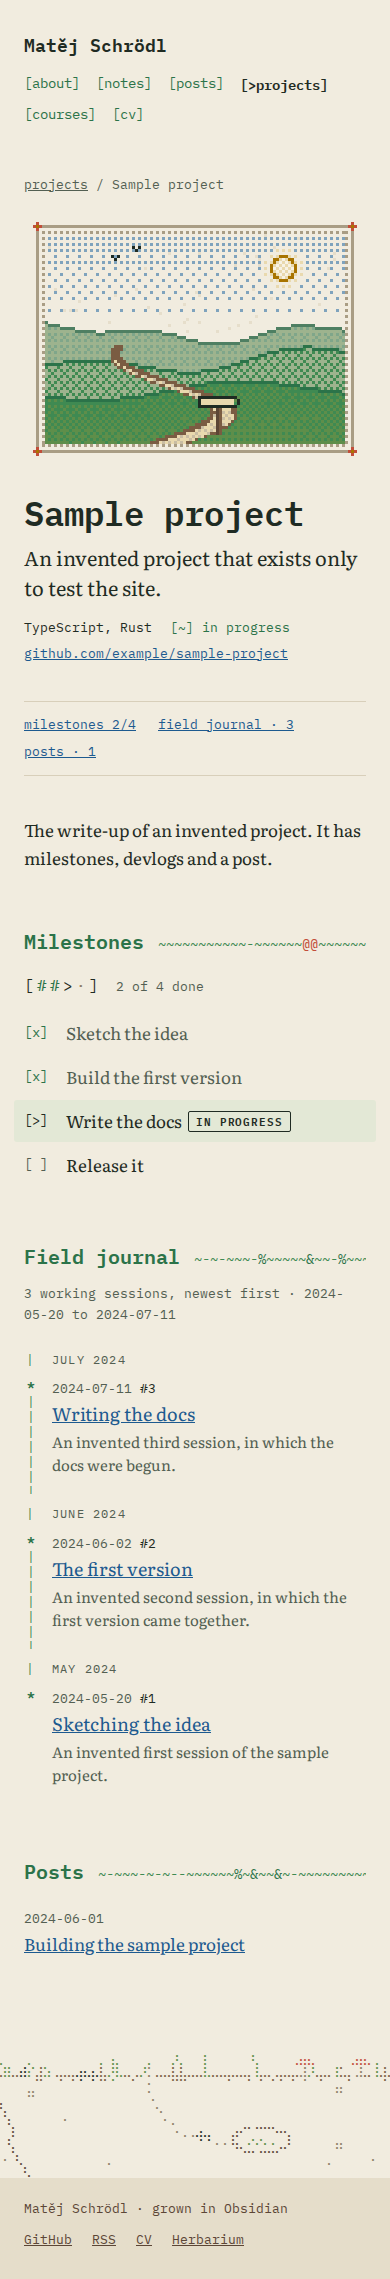 Matěj Schrödl
[about] [notes] [posts] [>projects]
[courses] [cv]
projects / Sample project
Sample project
An invented project that exists only
to test the site.
TypeScript, Rust [~] in progress
github.com/example/sample-project
milestones 2/4 field journal · 3
posts · 1
The write-up of an invented project. It has
milestones, devlogs and a post.
Milestones ~~~~~~~~~~~-~~~~~~@@~~~~~~
[##>·] 2 of 4 done
[x] Sketch the idea
[x] Build the first version
[>] Write the docs IN PROGRESS
[ ] Release it
Field journal ~-~-~~~-%~~~~~&~~-%~~-
3 working sessions, newest first · 2024-
05-20 to 2024-07-11
| JULY 2024
* 2024-07-11 #3
Writing the docs
An invented third session, in which the
docs were begun.
| JUNE 2024
* 2024-06-02 #2
The first version
An invented second session, in which the
first version came together.
| MAY 2024
* 2024-05-20 #1
Sketching the idea
An invented first session of the sample
project.
Posts ~-~~~-~-~--~~~~~~%~&~~&~-~~~~~~~~-
2024-06-01
Building the sample project
Matěj Schrödl · grown in Obsidian
GitHub RSS CV Herbarium